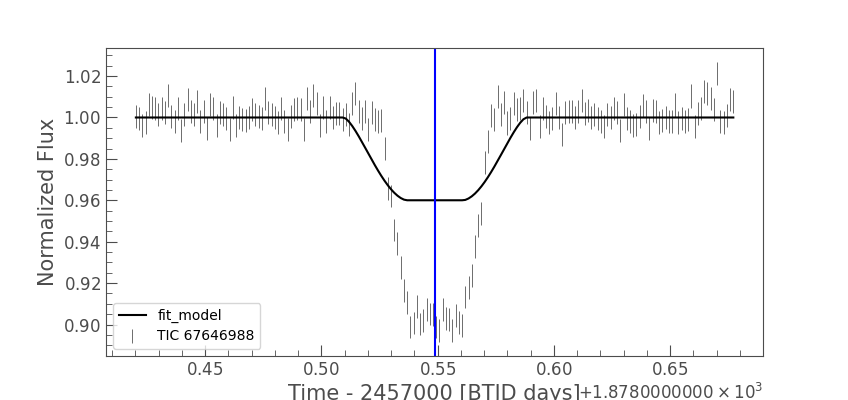 Normalized Flux
1.02
1.00
0.98
0.96
0.94
0.92
0.90
fit_model
TIC 67646988
0.45
0.50
0.55
0.60
0.65
Time - 2457000 [BTJD days]
+1.8780000000 × 10³